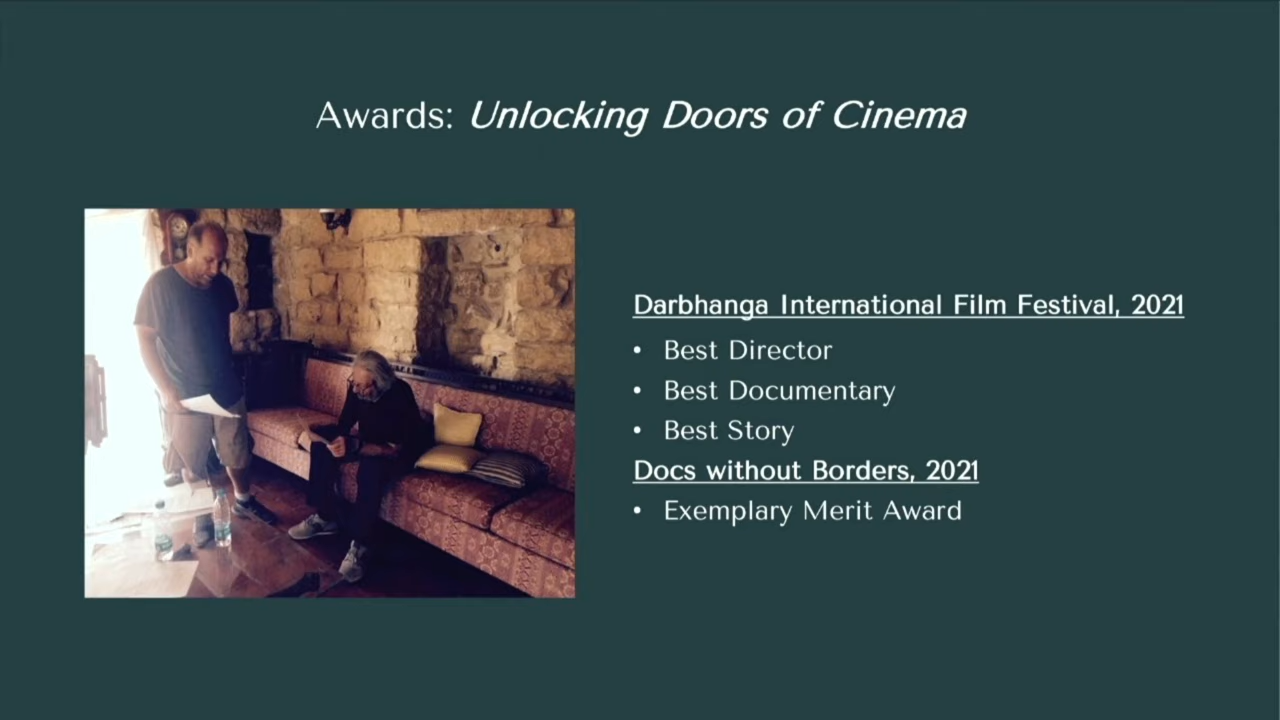 Awards: Unlocking Doors of Cinema
Darbhanga International Film Festival, 2021
• Best Director
• Best Documentary
• Best Story
Docs without Borders, 2021
• Exemplary Merit Award